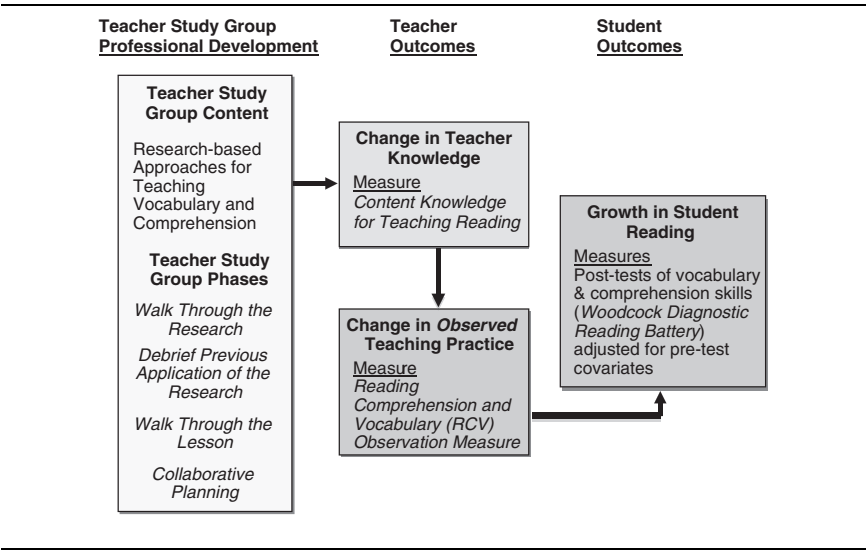 Teacher Study Group
Professional Development
Teacher
Outcomes
Student
Outcomes
Teacher Study
Group Content
Research-based
Approaches for
Teaching
Vocabulary and
Comprehension
Teacher Study
Group Phases
Walk Through the
Research
Debrief Previous
Application of the
Research
Walk Through the
Lesson
Collaborative
Planning
Change in Teacher
Knowledge
Measure
Content Knowledge
for Teaching Reading
Change in Observed
Teaching Practice
Measure
Reading
Comprehension and
Vocabulary (RCV)
Observation Measure
Growth in Student
Reading
Measures
Post-tests of vocabulary
& comprehension skills
(Woodcock Diagnostic
Reading Battery)
adjusted for pre-test
covariates